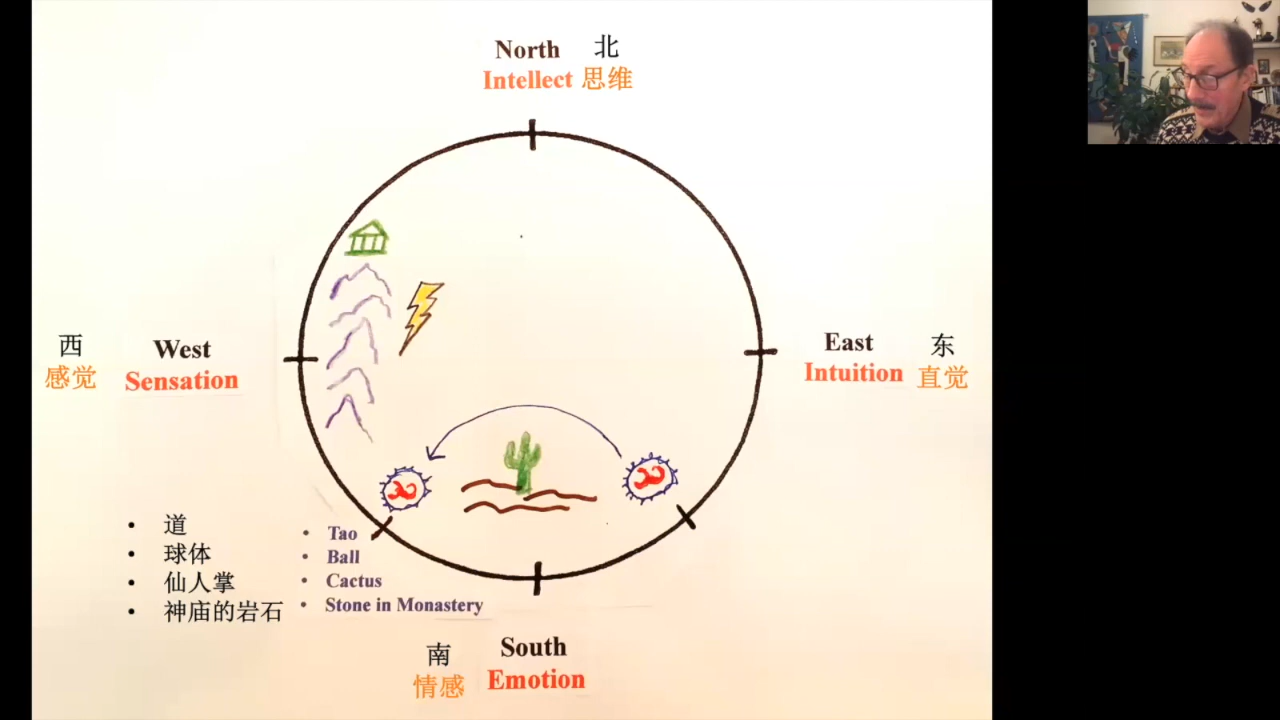 North 北
Intellect 思维
西
感觉
West
Sensation
East
Intuition
东
直觉
• 道
• 球体
• 仙人掌
• 神庙的岩石
• Tao
• Ball
• Cactus
• Stone in Monastery
南
情感
South
Emotion